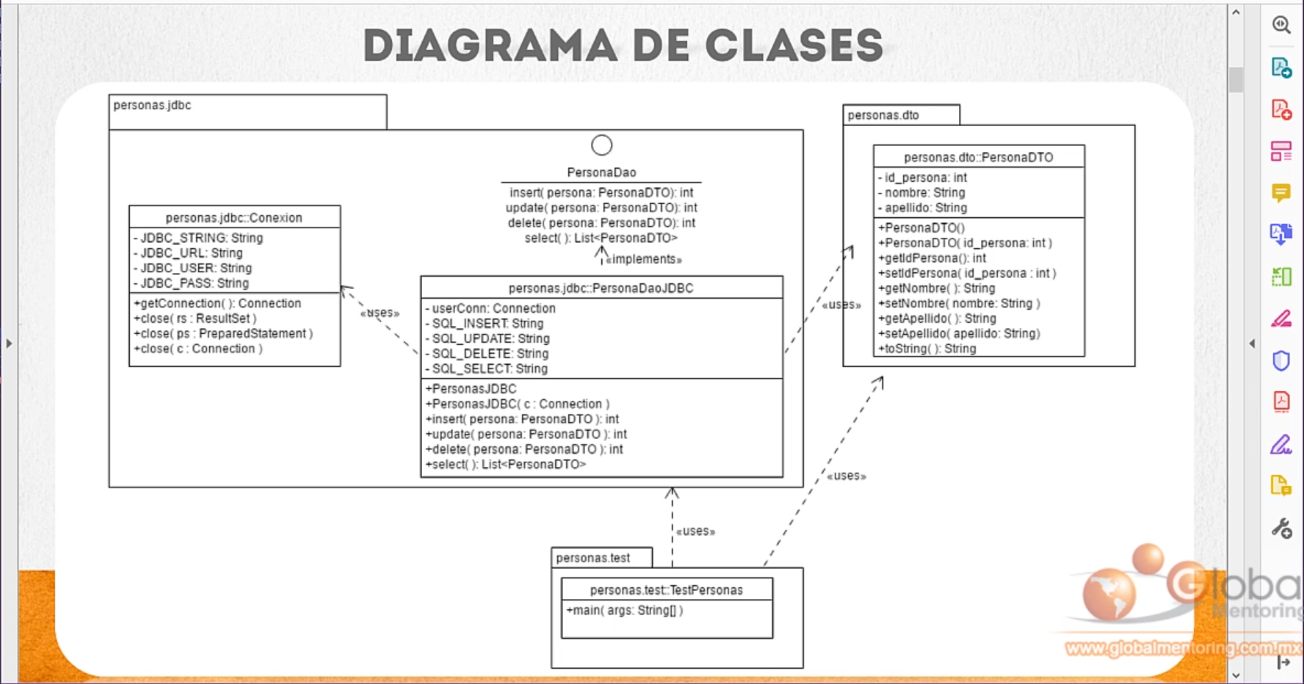 DIAGRAMA DE CLASES
personas.jdbc
PersonaDao
insert( persona: PersonaDTO): int
update( persona: PersonaDTO): int
delete( persona: PersonaDTO): int
select( ): List<PersonaDTO>
«implements»
personas.jdbc::Conexion
- JDBC_STRING: String
- JDBC_URL: String
- JDBC_USER: String
- JDBC_PASS: String
+getConnection( ): Connection
+close( rs : ResultSet )
+close( ps : PreparedStatement )
+close( c : Connection )
«uses»
personas.jdbc::PersonaDaoJDBC
- userConn: Connection
- SQL_INSERT: String
- SQL_UPDATE: String
- SQL_DELETE: String
- SQL_SELECT: String
+PersonasJDBC
+PersonasJDBC( c : Connection )
+insert( persona: PersonaDTO ): int
+update( persona: PersonaDTO ): int
+delete( persona: PersonaDTO ): int
+select( ): List<PersonaDTO>
«uses»
personas.dto
personas.dto::PersonaDTO
- id_persona: int
- nombre: String
- apellido: String
+PersonaDTO()
+PersonaDTO( id_persona: int )
+getIdPersona(): int
+setIdPersona( id_persona : int )
+getNombre( ): String
+setNombre( nombre: String )
+getApellido( ): String
+setApellido( apellido: String)
+toString( ): String
«uses»
«uses»
personas.test
personas.test::TestPersonas
+main( args: String[] )
Globa
Mentoring
www.globalmentoring.com.mx